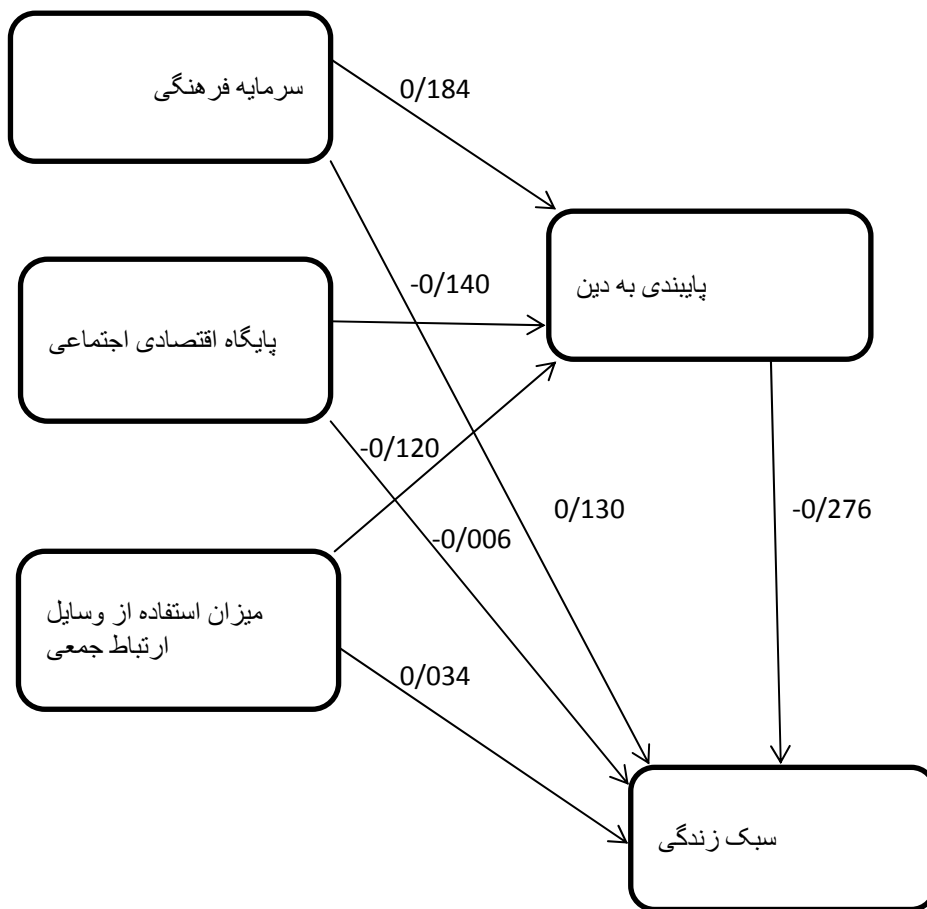 سرمایه فرهنگی
0/184
پایبندی به دین
-0/140
پایگاه اقتصادی اجتماعی
-0/120
0/130
-0/276
-0/006
میزان استفاده از وسایل
ارتباط جمعی
0/034
سبک زندگی